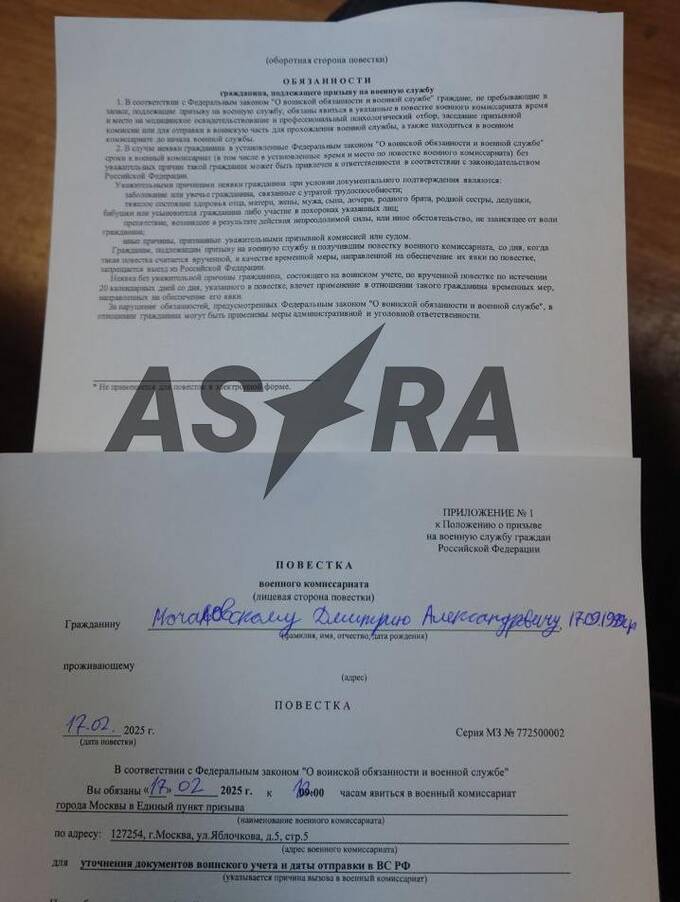 (оборотная сторона повестки)
ОБЯЗАННОСТИ
гражданина, подлежащего призыву на военную службу
1. В соответствии с Федеральным законом "О воинской обязанности и военной службе" граждане, не пребывающие в
запасе, подлежащие призыву на военную службу, обязаны явиться в указанные в повестке военного комиссариата время
и место на медицинское освидетельствование и профессиональный психологический отбор, заседание призывной
комиссии или для отправки в воинскую часть для прохождения военной службы, а также находиться в военном
комиссариате до начала военной службы.
2. В случае неявки гражданина в установленные Федеральным законом "О воинской обязанности и военной службе"
сроки в военный комиссариат (в том числе в установленные время и место по повестке военного комиссариата) без
уважительных причин такой гражданин может быть привлечен к ответственности в соответствии с законодательством
Российской Федерации.
Уважительными причинами неявки гражданина при условии документального подтверждения являются:
заболевание или увечье гражданина, связанные с утратой трудоспособности;
тяжелое состояние здоровья отца, матери, жены, мужа, сына, дочери, родного брата, родной сестры, дедушки,
бабушки или усыновителя гражданина либо участие в похоронах указанных лиц;
препятствие, возникшее в результате действия непреодолимой силы, или иное обстоятельство, не зависящее от воли
гражданина;
иные причины, признанные уважительными призывной комиссией или судом.
Гражданам, подлежащим призыву на военную службу и получившим повестку военного комиссариата, со дня, когда
такая повестка считается врученной, в качестве временной меры, направленной на обеспечение их явки по повестке,
запрещается выезд из Российской Федерации.
Неявка без уважительной причины гражданина, состоящего на воинском учете, по врученной повестке по истечении
20 календарных дней со дня, указанного в повестке, влечет применение в отношении такого гражданина временных мер,
направленных на обеспечение его явки.
За нарушение обязанностей, предусмотренных Федеральным законом "О воинской обязанности и военной службе", в
отношении гражданина могут быть применены меры административной и уголовной ответственности.
* Не применяется для повестки в электронной форме.
ASTRA
ПРИЛОЖЕНИЕ № 1
к Положению о призыве
на военную службу граждан
Российской Федерации
ПОВЕСТКА
военного комиссариата
(лицевая сторона повестки)
Гражданину Дмитрию Александровичу
(фамилия, имя, отчество, дата рождения)
проживающему
(адрес)
ПОВЕСТКА
17.02. 2025 г. Серия МЗ № 772500002
(дата повестки)
В соответствии с Федеральным законом "О воинской обязанности и военной службе"
Вы обязаны «17» 02 2025 г. к часам явиться в военный комиссариат
города Москвы в Единый пункт призыва
(наименование военного комиссариата)
по адресу: 127254, г.Москва, ул.Яблочкова, д.5, стр.5
(адрес военного комиссариата)
для уточнения документов воинского учета и даты отправки в ВС РФ
(указывается причина вызова в военный комиссариат)